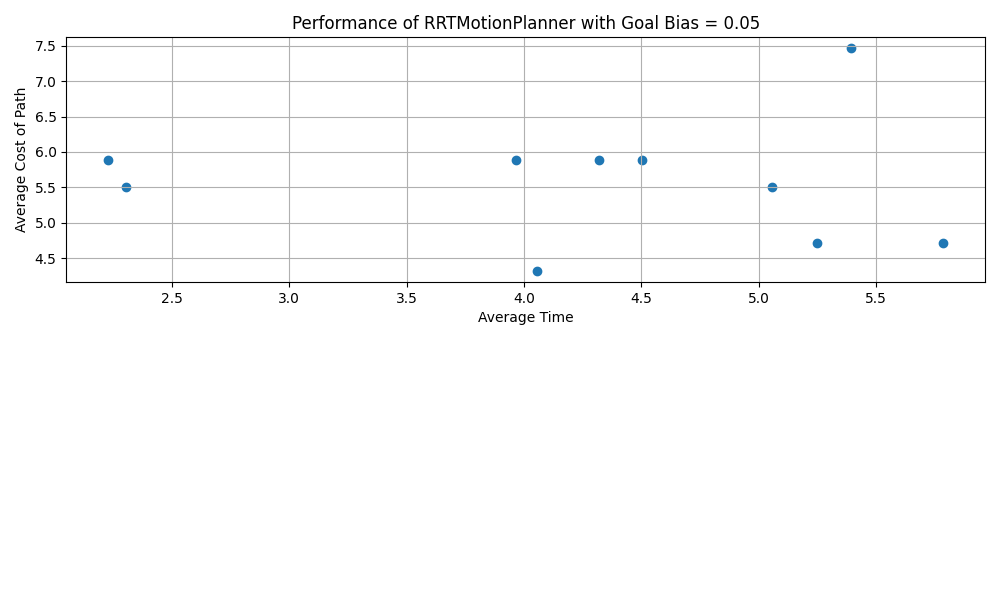 Performance of RRTMotionPlanner with Goal Bias = 0.05
7.5
7.0
6.5
6.0
5.5
5.0
4.5
Average Cost of Path
2.5 3.0 3.5 4.0 4.5 5.0 5.5
Average Time